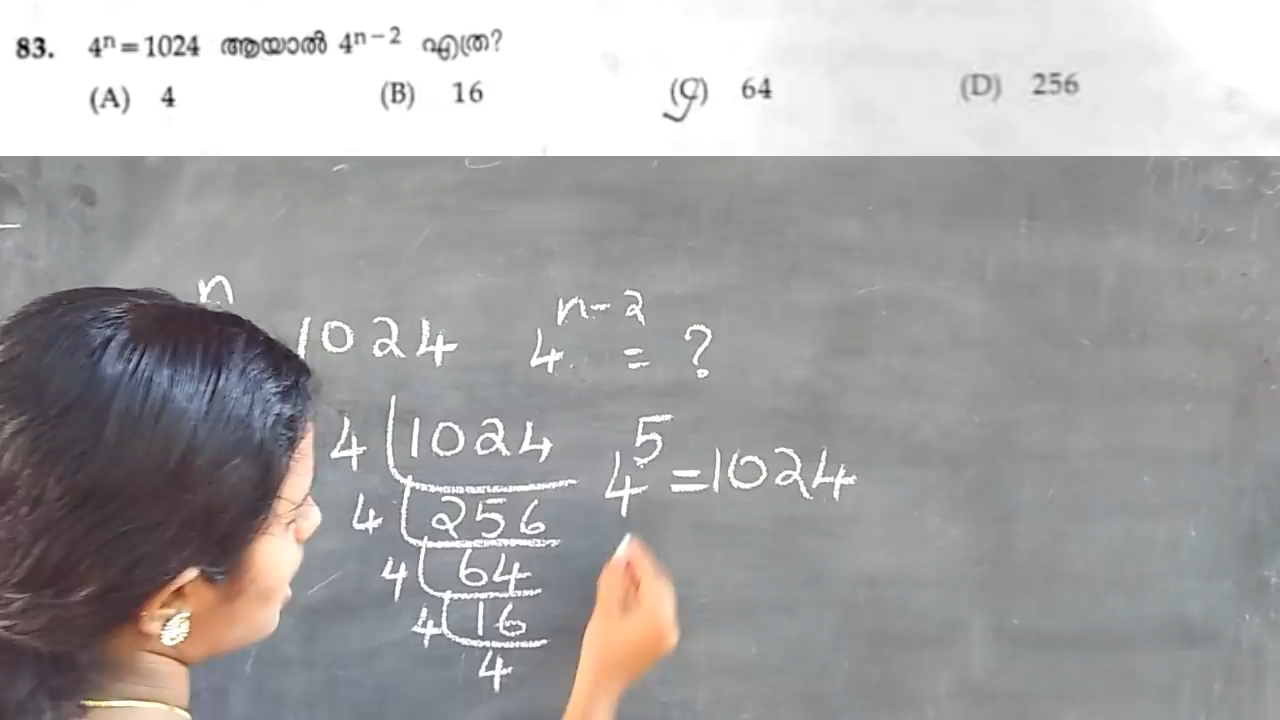 83. 4ⁿ = 1024 ആയാൽ 4ⁿ⁻² എത്ര?
(A) 4 (B) 16 (C) 64 (D) 256
n
1024 4ⁿ⁻² = ?
4 1024
4⁵ = 1024
4 256
4 64
4 16
4